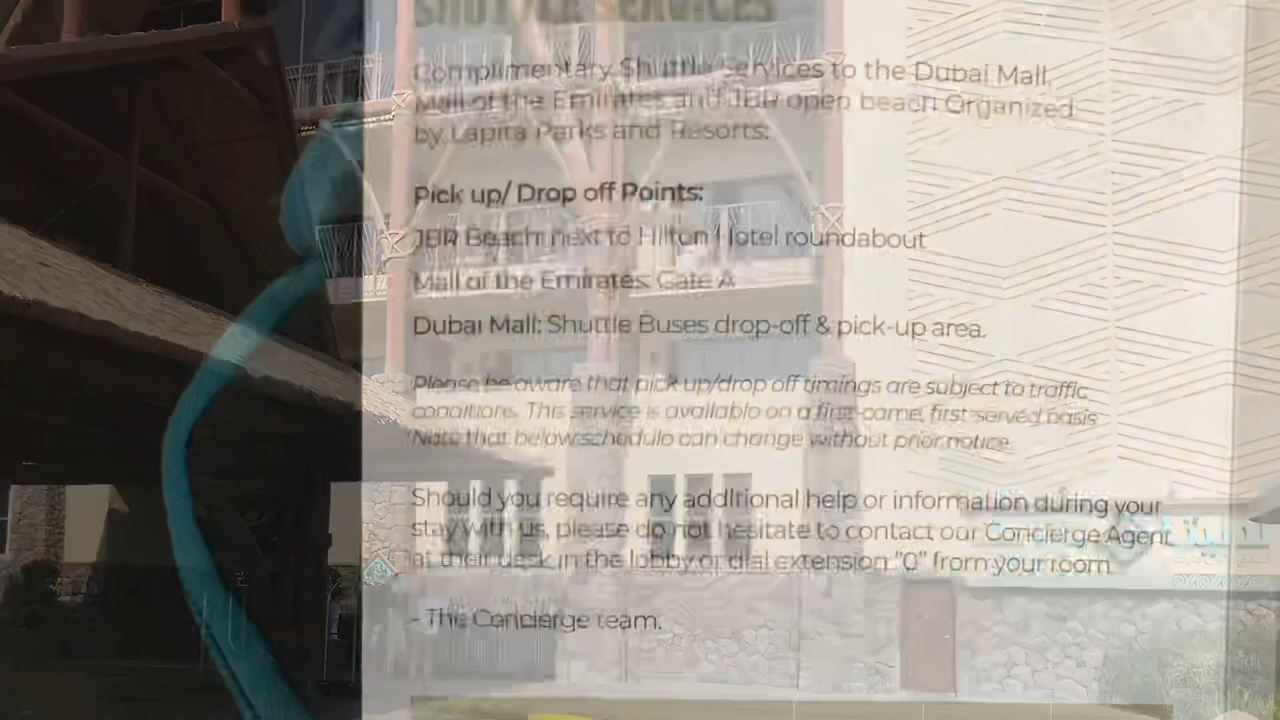 Shuttle Services
Complimentary Shuttle Services to the Dubai Mall,
Mall of the Emirates and JBR open beach Organized
by Lapita Parks and Resorts:
Pick up/ Drop off Points:
JBR Beach next to Hilton Hotel roundabout
Mall of the Emirates: Gate A
Dubai Mall: Shuttle Buses drop-off & pick-up area.
Please be aware that pick up/drop off timings are subject to traffic
conditions. This service is available on a first-come, first-served basis
Note that below schedule can change without prior notice
Should you require any additional help or information during your
stay with us, please do not hesitate to contact our Concierge Agent
at their desk in the lobby or dial extension "0" from your room
- The Concierge team.